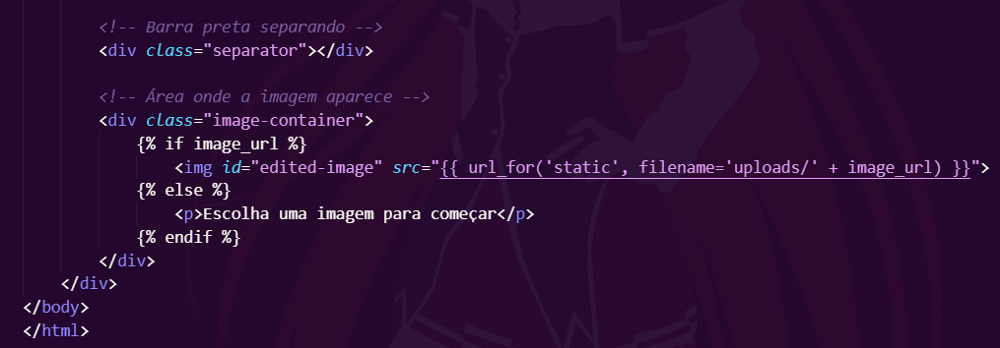 <!-- Barra preta separando -->
<div class="separator"></div>
<!-- Área onde a imagem aparece -->
<div class="image-container">
{% if image_url %}
<img id="edited-image" src="{{ url_for('static', filename='uploads/' + image_url) }}">
{% else %}
<p>Escolha uma imagem para começar</p>
{% endif %}
</div>
</div>
</body>
</html>